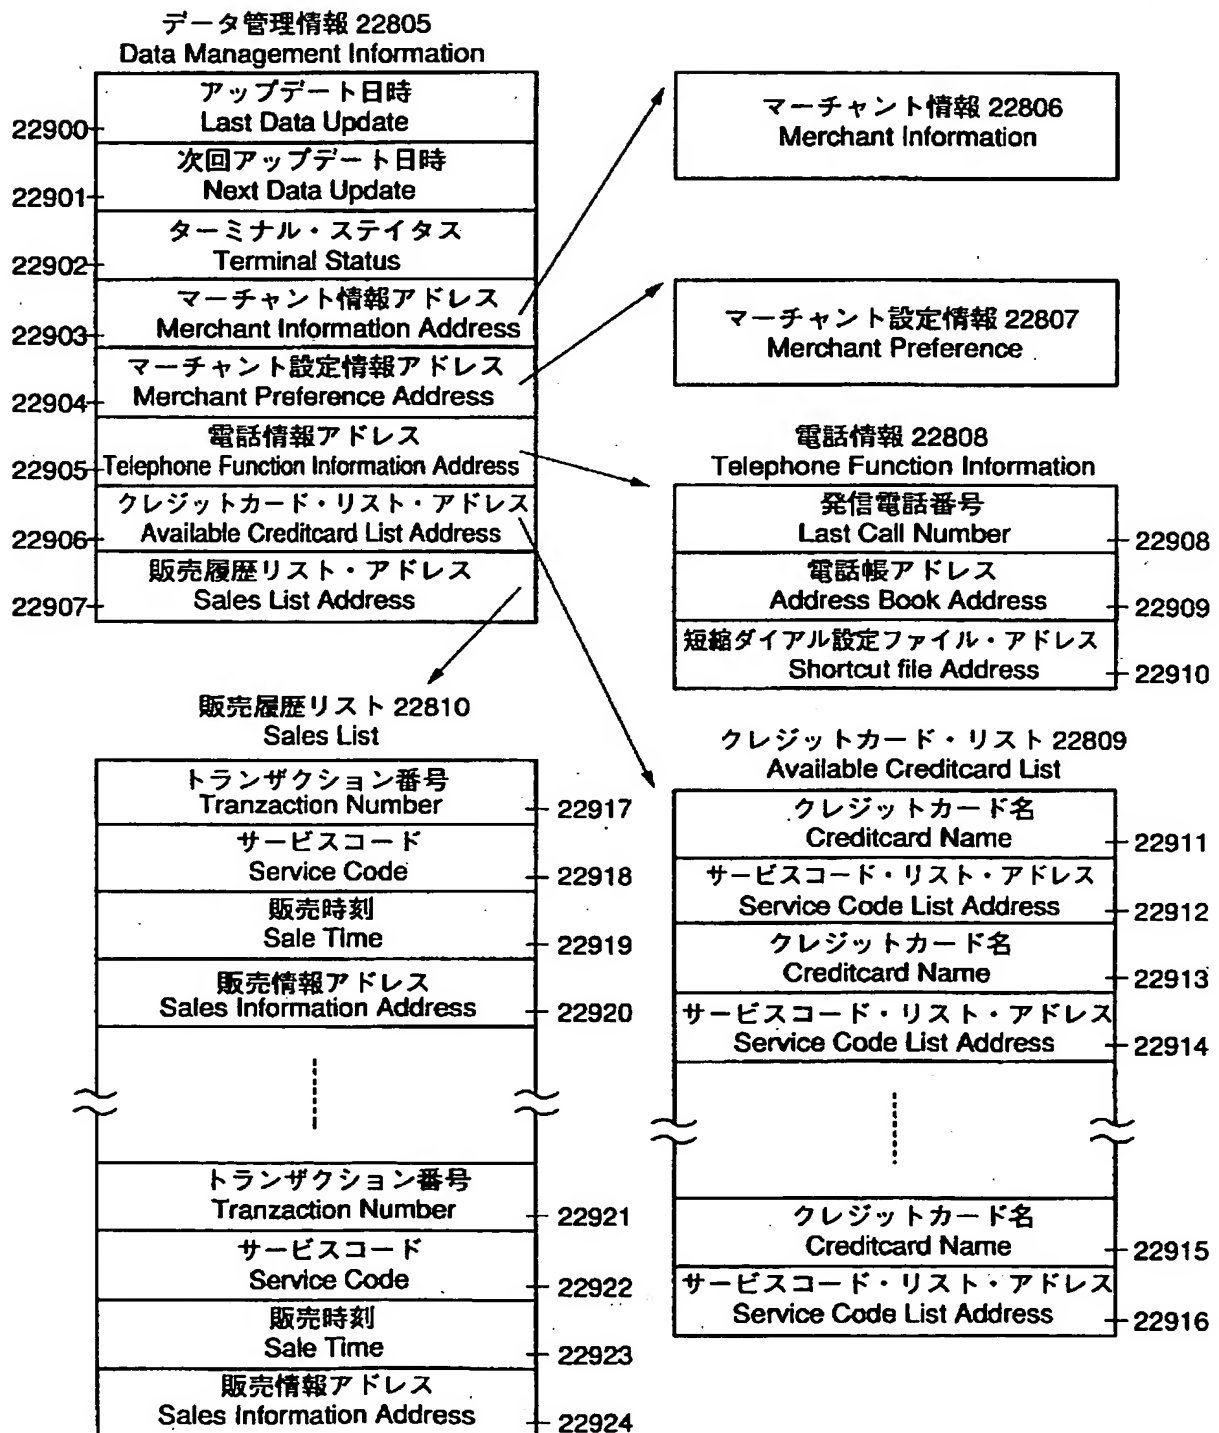 データ管理情報 22805
Data Management Information
アップデート日時
Last Data Update
22900
次回アップデート日時
Next Data Update
22901
ターミナル・ステイタス
Terminal Status
22902
マーチャント情報アドレス
Merchant Information Address
22903
マーチャント設定情報アドレス
Merchant Preference Address
22904
電話情報アドレス
Telephone Function Information Address
22905
クレジットカード・リスト・アドレス
Available Creditcard List Address
22906
販売履歴リスト・アドレス
Sales List Address
22907
マーチャント情報 22806
Merchant Information
マーチャント設定情報 22807
Merchant Preference
電話情報 22808
Telephone Function Information
発信電話番号
Last Call Number
22908
電話帳アドレス
Address Book Address
22909
短縮ダイアル設定ファイル・アドレス
Shortcut file Address
22910
販売履歴リスト 22810
Sales List
トランザクション番号
Tranzaction Number
22917
サービスコード
Service Code
22918
販売時刻
Sale Time
22919
販売情報アドレス
Sales Information Address
22920
トランザクション番号
Tranzaction Number
22921
サービスコード
Service Code
22922
販売時刻
Sale Time
22923
販売情報アドレス
Sales Information Address
22924
クレジットカード・リスト 22809
Available Creditcard List
クレジットカード名
Creditcard Name
22911
サービスコード・リスト・アドレス
Service Code List Address
22912
クレジットカード名
Creditcard Name
22913
サービスコード・リスト・アドレス
Service Code List Address
22914
クレジットカード名
Creditcard Name
22915
サービスコード・リスト・アドレス
Service Code List Address
22916